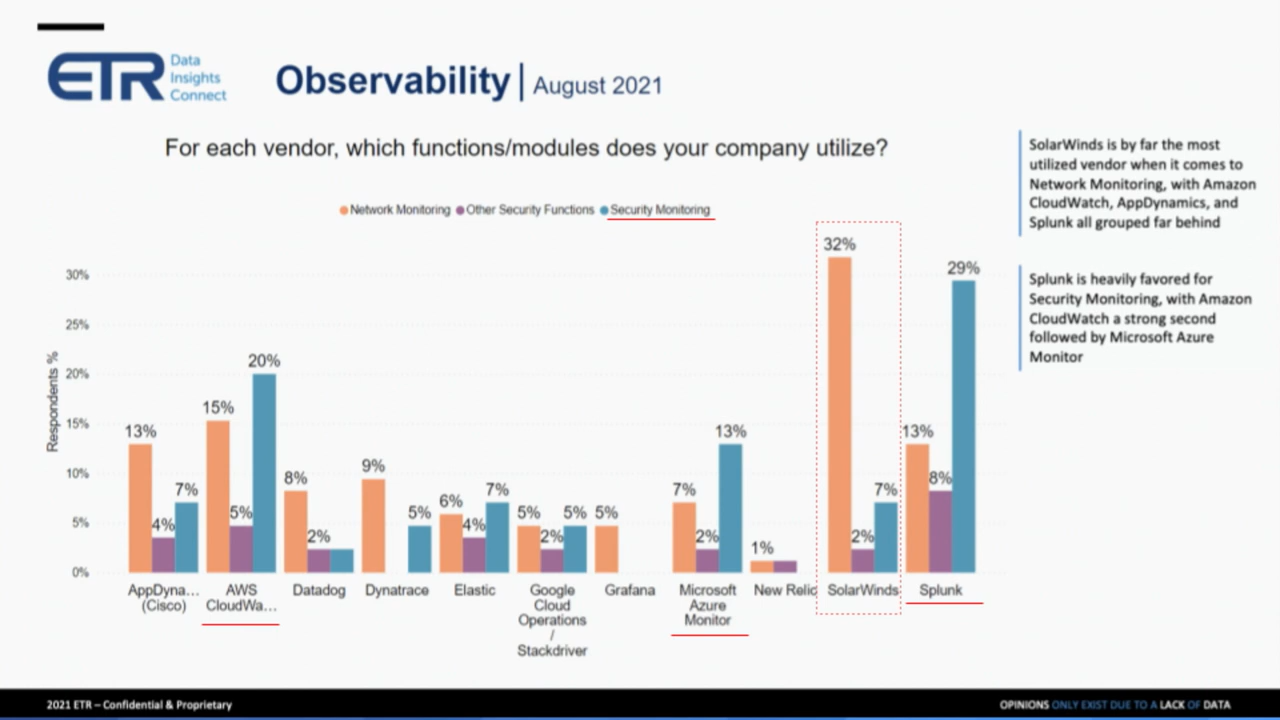 ETR Data
Insights
Connect
Observability | August 2021
For each vendor, which functions/modules does your company utilize?
Network Monitoring Other Security Functions Security Monitoring
Respondents %
30%
25%
20%
15%
10%
5%
0%
13%
4%
7%
15%
5%
20%
8%
2%
9%
5%
6%
4%
7%
5%
2%
5%
5%
7%
2%
13%
1%
32%
2%
7%
13%
8%
29%
AppDyna...
(Cisco)
AWS
CloudWa...
Datadog
Dynatrace
Elastic
Google
Cloud
Operations
/
Stackdriver
Grafana
Microsoft
Azure
Monitor
New Relic
SolarWinds
Splunk
SolarWinds is by far the most
utilized vendor when it comes to
Network Monitoring, with Amazon
CloudWatch, AppDynamics, and
Splunk all grouped far behind
Splunk is heavily favored for
Security Monitoring, with Amazon
CloudWatch a strong second
followed by Microsoft Azure
Monitor
2021 ETR – Confidential & Proprietary
OPINIONS ONLY EXIST DUE TO A LACK OF DATA